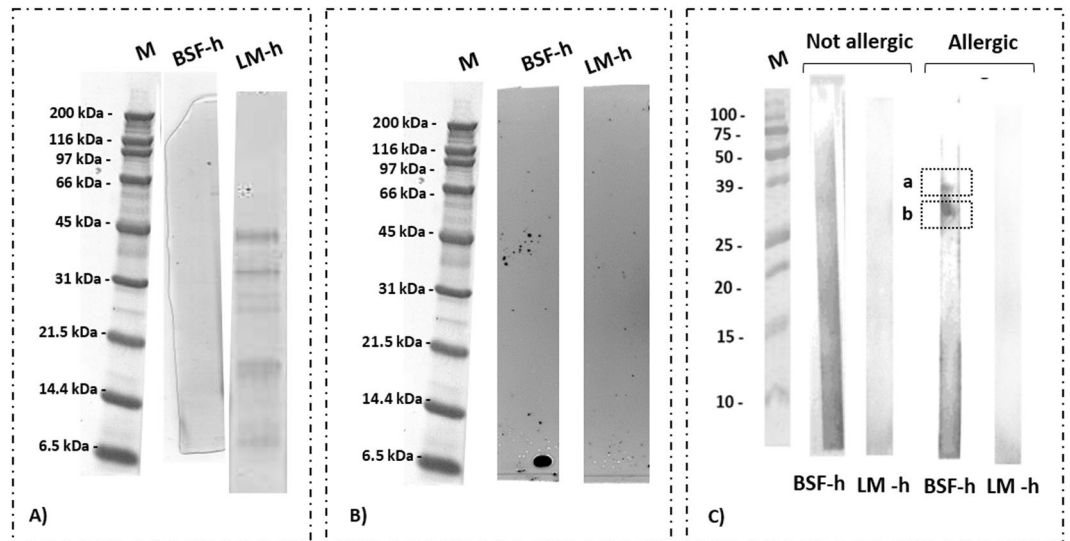 M BSF-h LM-h
200 kDa -
116 kDa -
97 kDa -
66 kDa -
45 kDa -
31 kDa -
21.5 kDa -
14.4 kDa -
6.5 kDa -
A)
M BSF-h LM-h
200 kDa -
116 kDa -
97 kDa -
66 kDa -
45 kDa -
31 kDa -
21.5 kDa -
14.4 kDa -
6.5 kDa -
B)
Not allergic Allergic
M
100 -
75 -
50 -
39 -
25 -
20 -
15 -
10 -
a
b
BSF-h LM -h BSF-h LM -h
C)